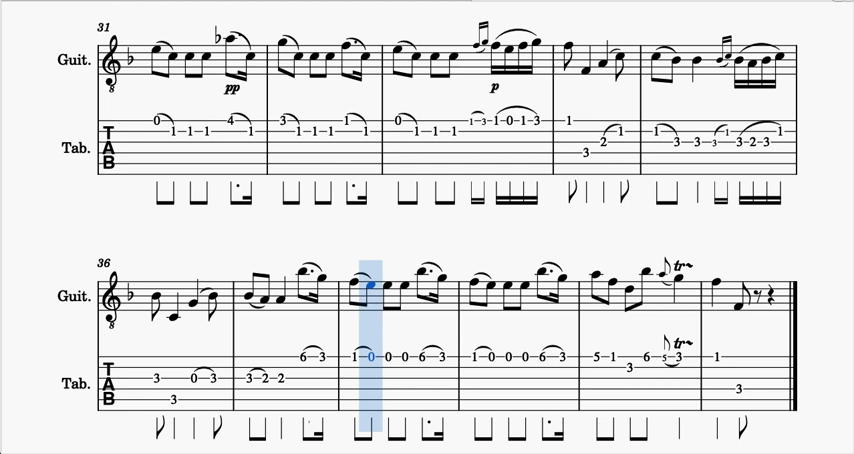 31
Guit.
pp
p
0 1 1 1 4 1 3 1 1 1 1 1 0 1 1 1 1 3 1 0 1 3 1 3 2 1 1 3 3 3 1 3 2 3 1
Tab.
36
Guit.
tr
tr
3 3 0 3 3 2 2 6 3 1 0 0 0 6 3 1 0 0 0 6 3 5 1 3 6 5 3 1 3
Tab.